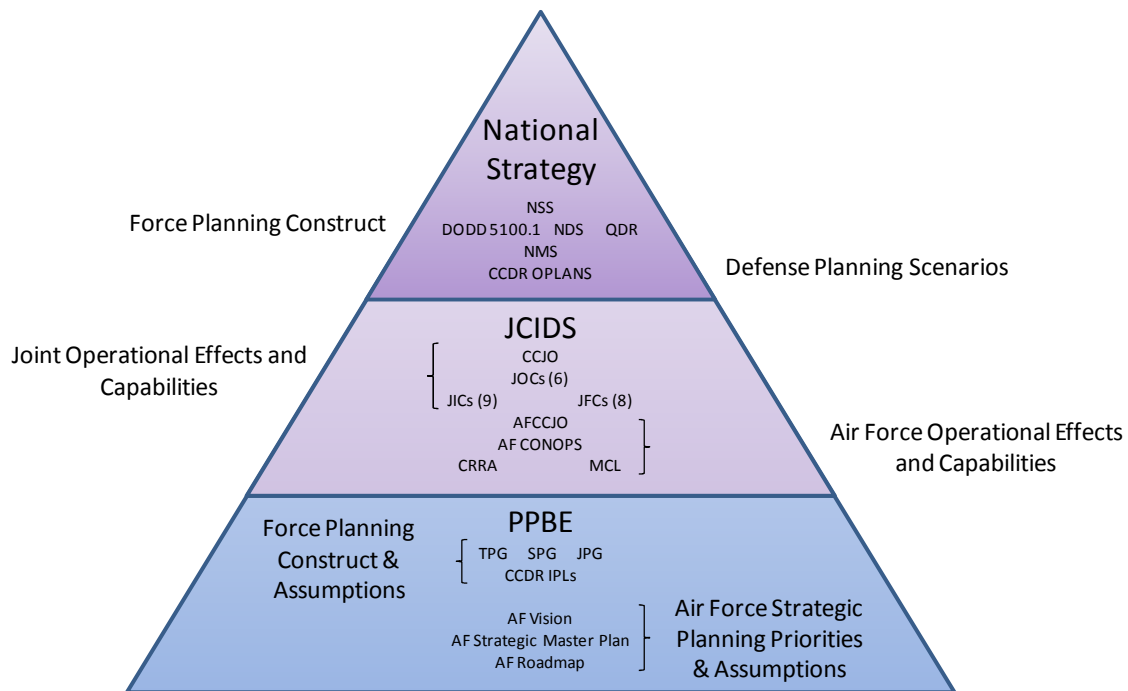 National
Strategy
Force Planning Construct
NSS
DODD 5100.1 NDS QDR
NMS
CCDR OPLANS
Defense Planning Scenarios
JCIDS
Joint Operational Effects and
Capabilities
CCJO
JOCs (6)
JICs (9) JFCs (8)
AFCCJO
AF CONOPS
CRRA MCL
Air Force Operational Effects
and Capabilities
PPBE
Force Planning
Construct &
Assumptions
TPG SPG JPG
CCDR IPLs
AF Vision
AF Strategic Master Plan
AF Roadmap
Air Force Strategic
Planning Priorities
& Assumptions